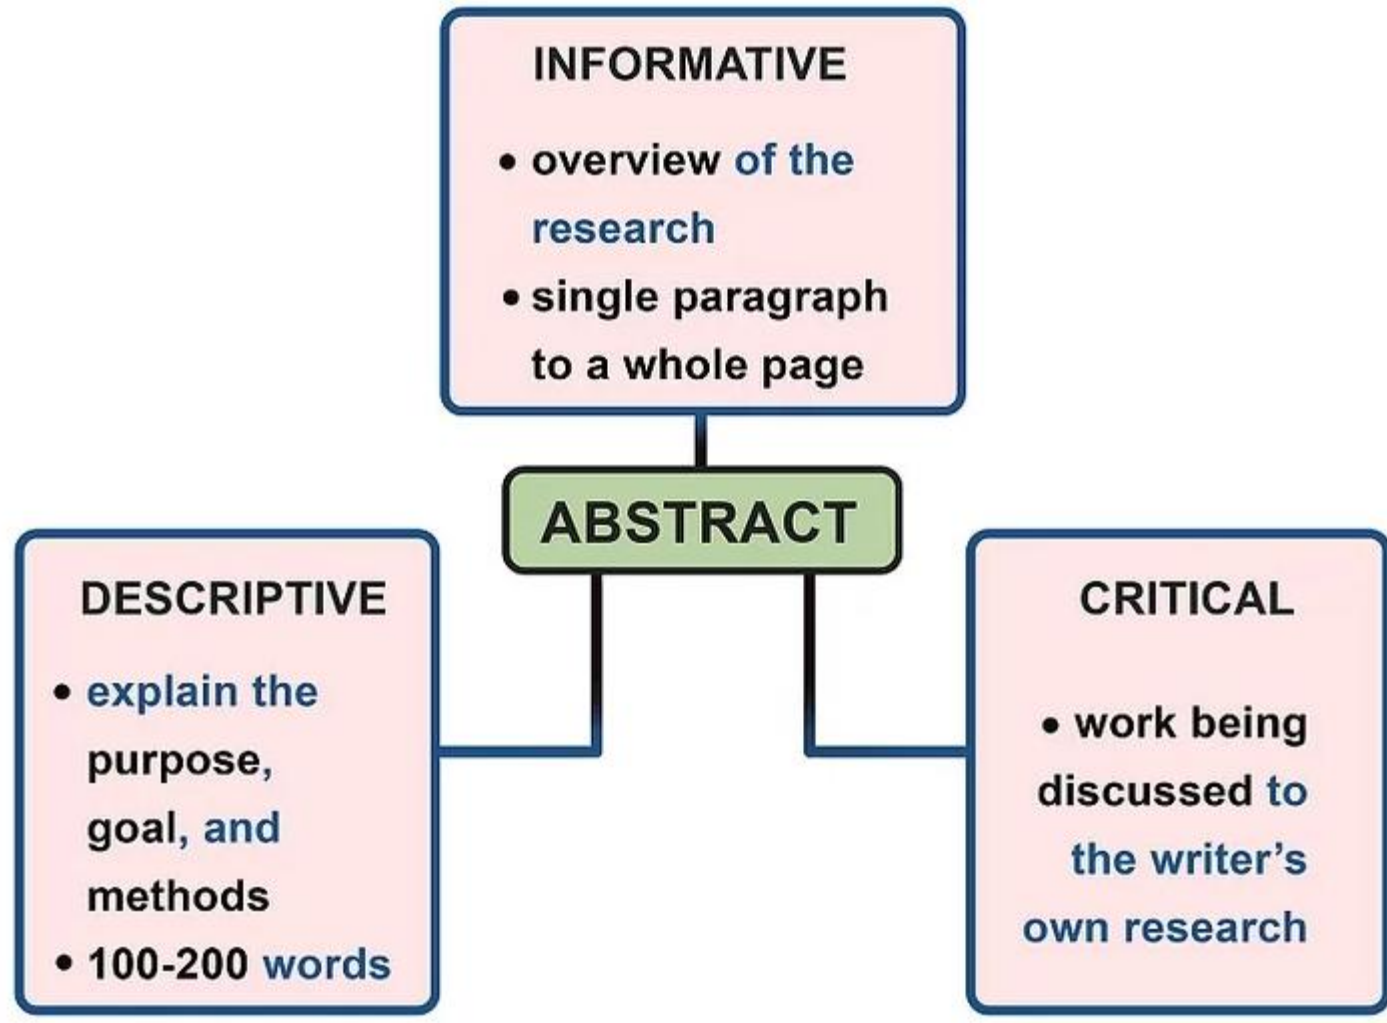 INFORMATIVE
• overview of the
research
• single paragraph
to a whole page
ABSTRACT
DESCRIPTIVE
• explain the
purpose,
goal, and
methods
• 100-200 words
CRITICAL
• work being
discussed to
the writer’s
own research